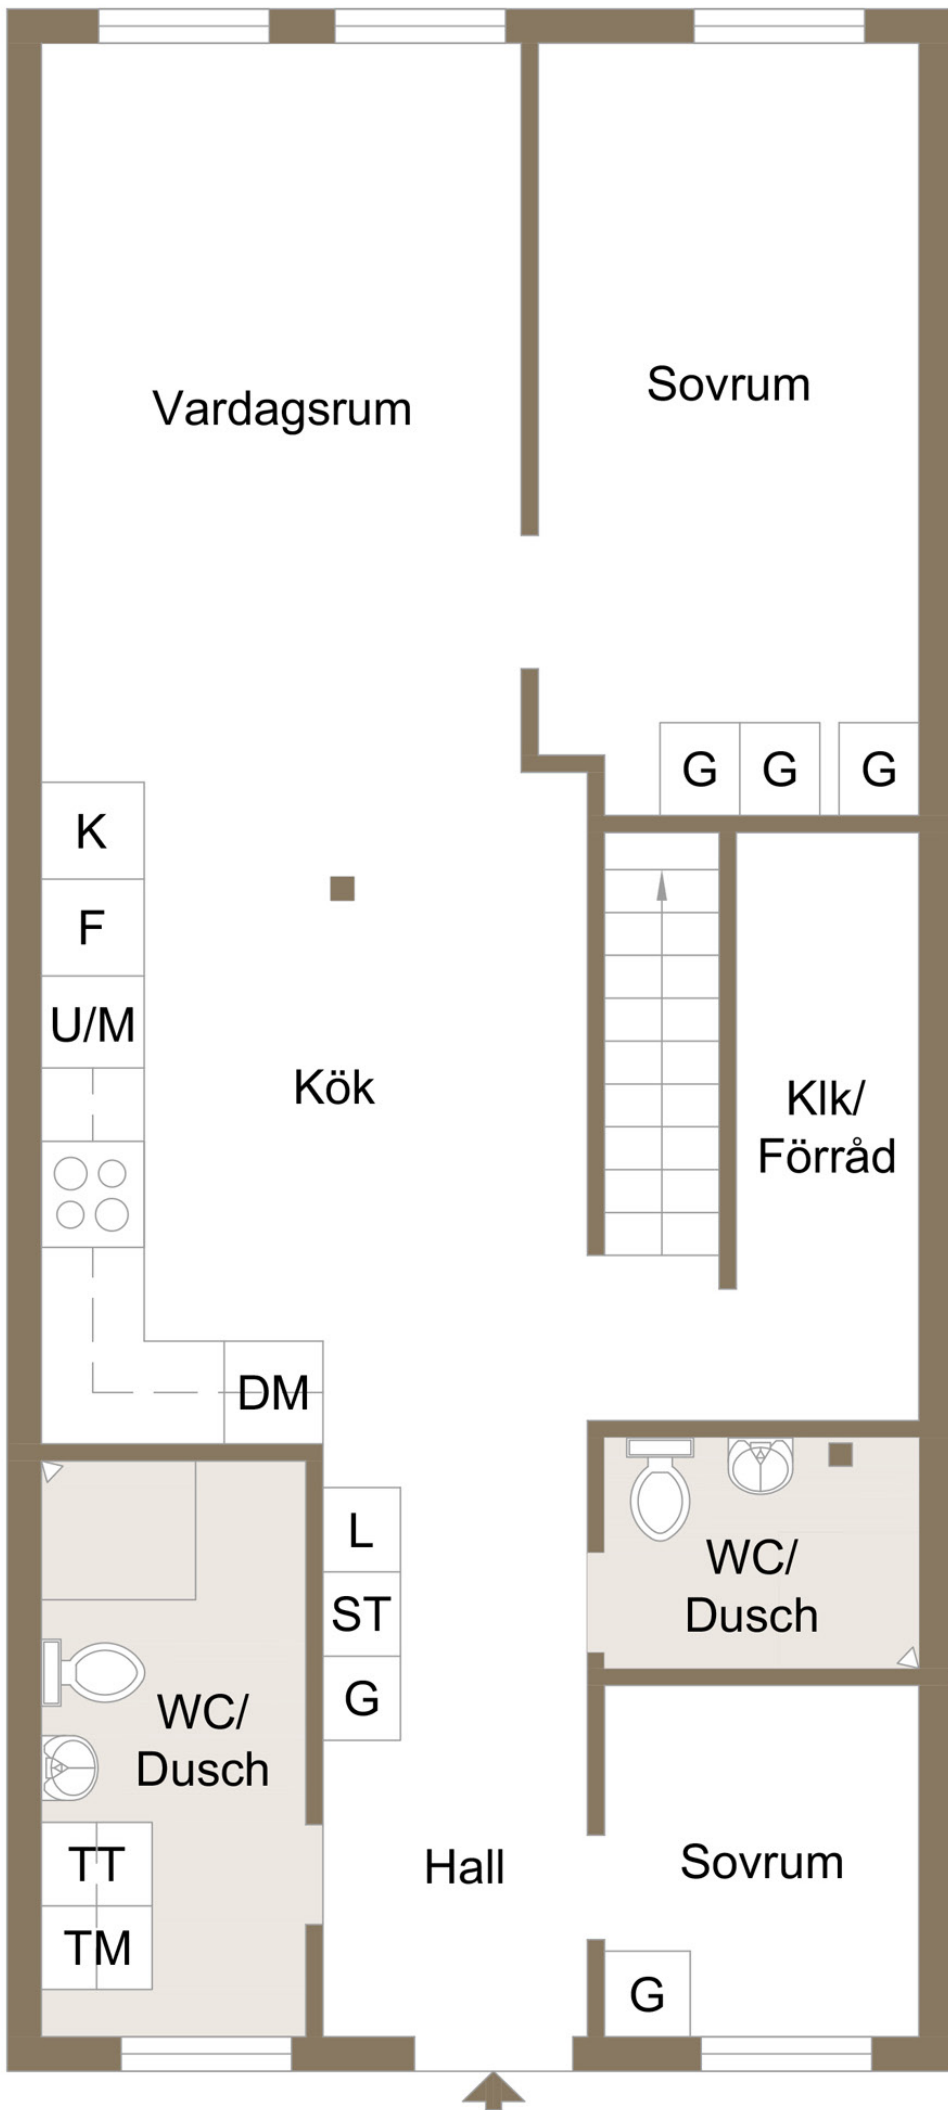 Vardagsrum
Sovrum
G
G
G
K
F
U/M
Kök
Klk/
Förråd
DM
L
ST
G
WC/
Dusch
WC/
Dusch
TT
TM
Hall
Sovrum
G